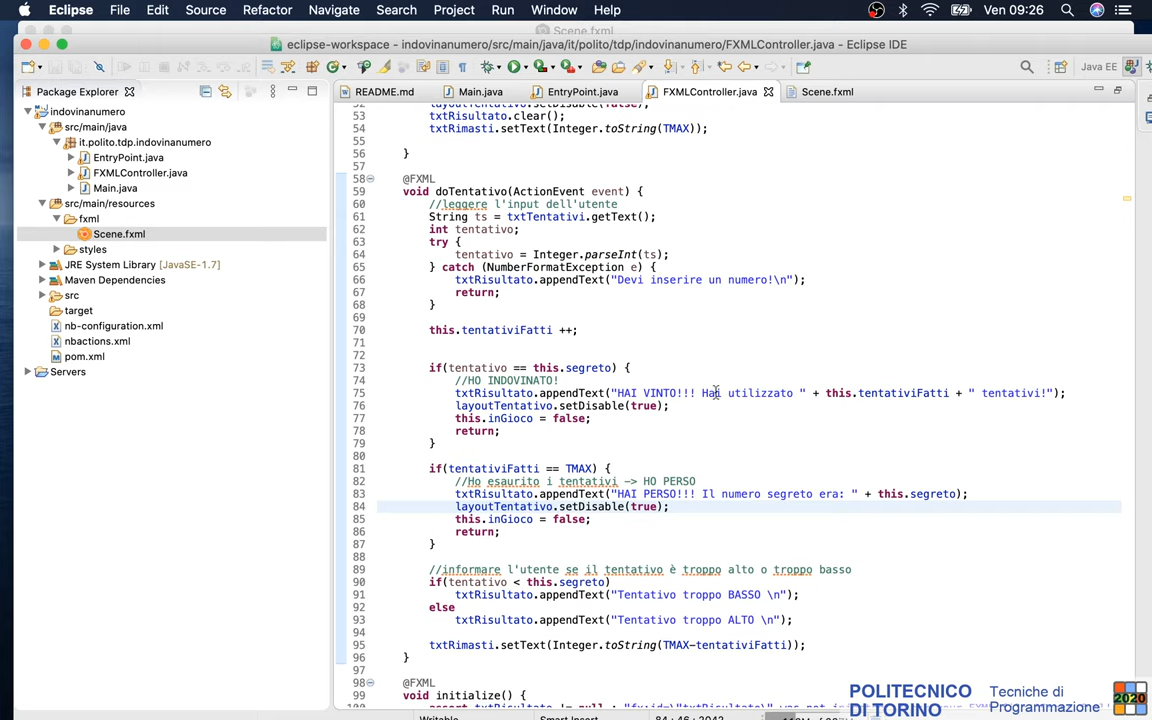 Eclipse File Edit Source Refactor Navigate Search Project Run Window Help Ven 09:26
Scene.fxml
eclipse-workspace - indovinanumero/src/main/java/it/polito/tdp/indovinanumero/FXMLController.java - Eclipse IDE
Java EE
Package Explorer
README.md Main.java EntryPoint.java FXMLController.java Scene.fxml
indovinanumero
src/main/java
it.polito.tdp.indovinanumero
EntryPoint.java
FXMLController.java
Main.java
src/main/resources
fxml
Scene.fxml
styles
JRE System Library [JavaSE-1.7]
Maven Dependencies
src
target
nb-configuration.xml
nbactions.xml
pom.xml
Servers
52 layoutTentativo.setDisable(false);
53 txtRisultato.clear();
54 txtRimasti.setText(Integer.toString(TMAX));
55
56 }
57
58 @FXML
59 void doTentativo(ActionEvent event) {
60 //leggere l'input dell'utente
61 String ts = txtTentativi.getText();
62 int tentativo;
63 try {
64 tentativo = Integer.parseInt(ts);
65 } catch (NumberFormatException e) {
66 txtRisultato.appendText("Devi inserire un numero!\n");
67 return;
68 }
69
70 this.tentativiFatti ++;
71
72
73 if(tentativo == this.segreto) {
74 //HO INDOVINATO!
75 txtRisultato.appendText("HAI VINTO!!! Hai utilizzato " + this.tentativiFatti + " tentativi!");
76 layoutTentativo.setDisable(true);
77 this.inGioco = false;
78 return;
79 }
80
81 if(tentativiFatti == TMAX) {
82 //Ho esaurito i tentativi -> HO PERSO
83 txtRisultato.appendText("HAI PERSO!!! Il numero segreto era: " + this.segreto);
84 layoutTentativo.setDisable(true);
85 this.inGioco = false;
86 return;
87 }
88
89 //informare l'utente se il tentativo è troppo alto o troppo basso
90 if(tentativo < this.segreto)
91 txtRisultato.appendText("Tentativo troppo BASSO \n");
92 else
93 txtRisultato.appendText("Tentativo troppo ALTO \n");
94
95 txtRimasti.setText(Integer.toString(TMAX-tentativiFatti));
96 }
97
98 @FXML
99 void initialize() {
POLITECNICO
DI TORINO
Tecniche di
Programmazione
2020
Writable Smart Insert 84 : 46 : 2042